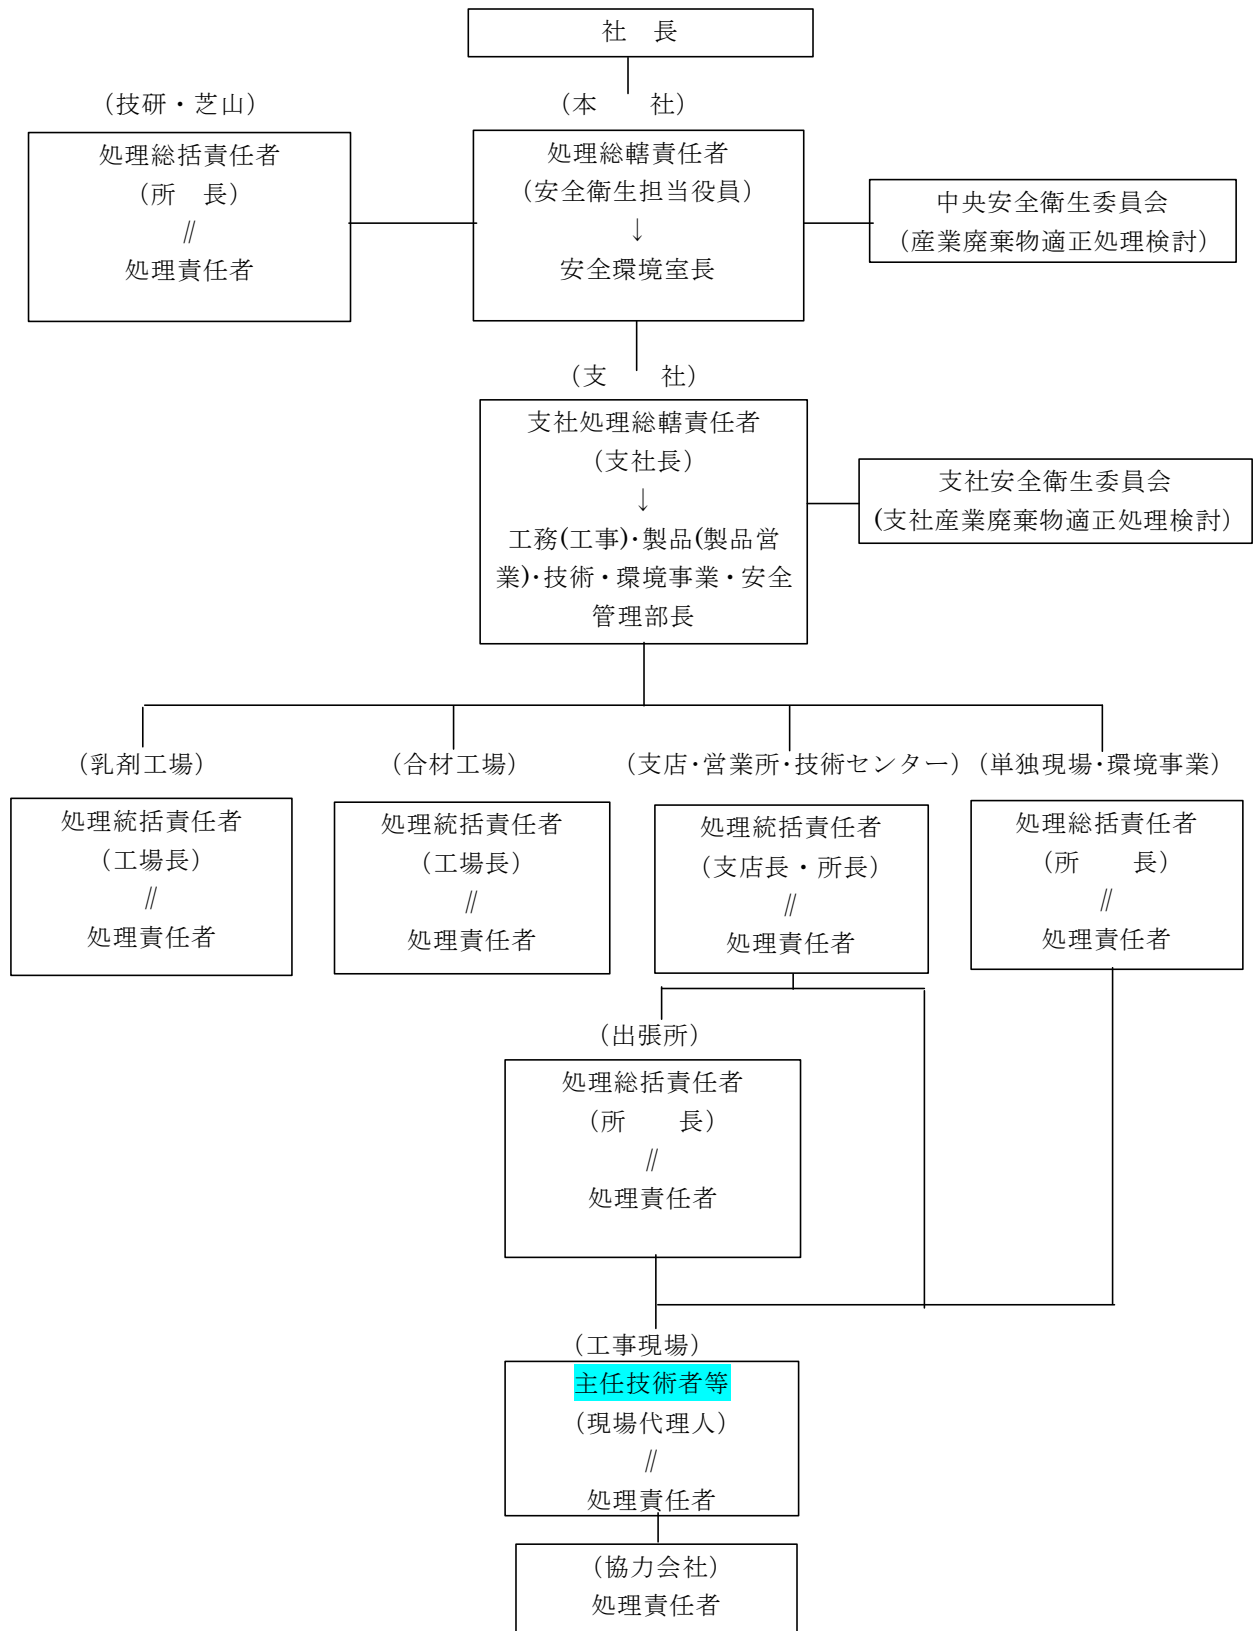 社　長
（技研・芝山）
処理総括責任者
（所　長）
〃
処理責任者
（本　　社）
処理総轄責任者
（安全衛生担当役員）
↓
安全環境室長
中央安全衛生委員会
（産業廃棄物適正処理検討）
（支　　社）
支社処理総轄責任者
（支社長）
↓
工務(工事)・製品(製品営
業)・技術・環境事業・安全
管理部長
支社安全衛生委員会
(支社産業廃棄物適正処理検討）
（乳剤工場）
処理統括責任者
（工場長）
〃
処理責任者
（合材工場）
処理統括責任者
（工場長）
〃
処理責任者
（支店・営業所・技術センター）
処理統括責任者
（支店長・所長）
〃
処理責任者
（単独現場・環境事業）
処理総括責任者
（所　　長）
〃
処理責任者
（出張所）
処理総括責任者
（所　　長）
〃
処理責任者
（工事現場）
主任技術者等
（現場代理人）
〃
処理責任者
（協力会社）
処理責任者